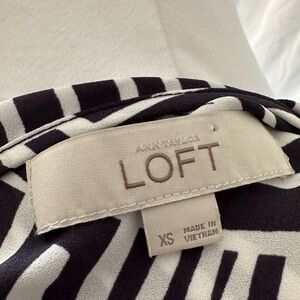 ANN TAYLOR
LOFT
XS
MADE IN
VIETNAM